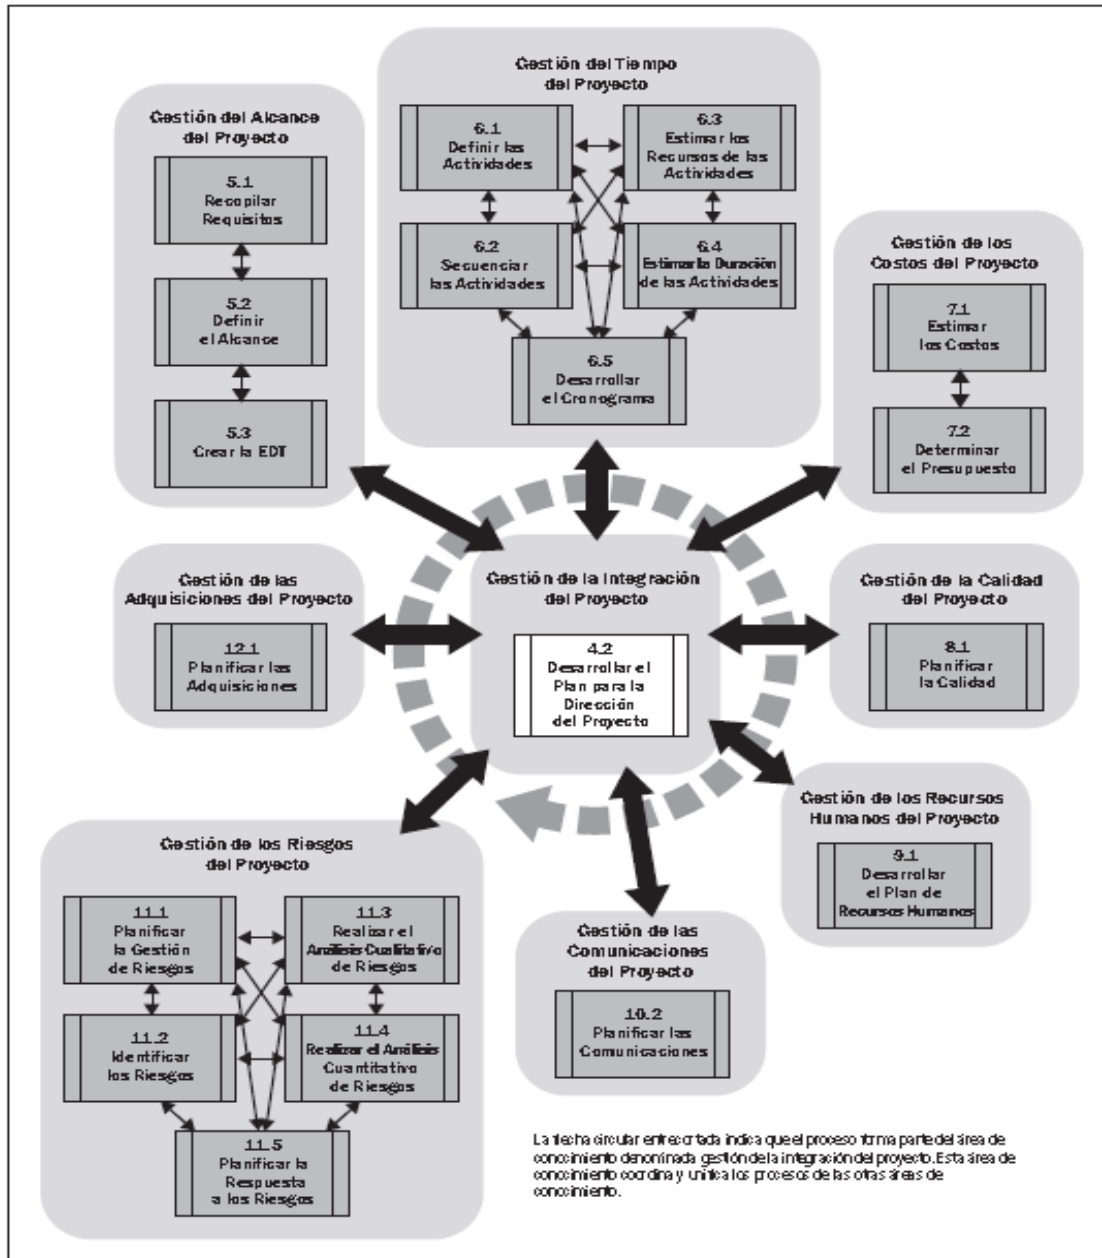 Gestión del Tiempo
del Proyecto
6.1
Definir las
Actividades
6.3
Estimar los
Recursos de las
Actividades
6.2
Secuenciar
las Actividades
6.4
Estimar la Duración
de las Actividades
6.5
Desarrollar
el Cronograma
Gestión del Alcance
del Proyecto
5.1
Recopilar
Requisitos
5.2
Definir
el Alcance
5.3
Crear la EDT
Gestión de los
Costos del Proyecto
7.1
Estimar
los Costos
7.2
Determinar
el Presupuesto
Gestión de las
Adquisiciones del Proyecto
12.1
Planificar las
Adquisiciones
Gestión de la Integración
del Proyecto
4.2
Desarrollar el
Plan para la
Dirección
del Proyecto
Gestión de la Calidad
del Proyecto
8.1
Planificar
la Calidad
Gestión de los Recursos
Humanos del Proyecto
9.1
Desarrollar
el Plan de
Recursos Humanos
Gestión de los Riesgos
del Proyecto
11.1
Planificar
la Gestión
de Riesgos
11.3
Realizar el
Análisis Cualitativo
de Riesgos
11.2
Identificar
los Riesgos
11.4
Realizar el Análisis
Cuantitativo
de Riesgos
11.5
Planificar la
Respuesta
a los Riesgos
Gestión de las
Comunicaciones
del Proyecto
10.2
Planificar las
Comunicaciones
La flecha circular entrecortada indica que el proceso forma parte del área de
conocimiento denominada gestión de la integración del proyecto. Esta área de
conocimiento coordina y unifica los procesos de las otras áreas de
conocimiento.